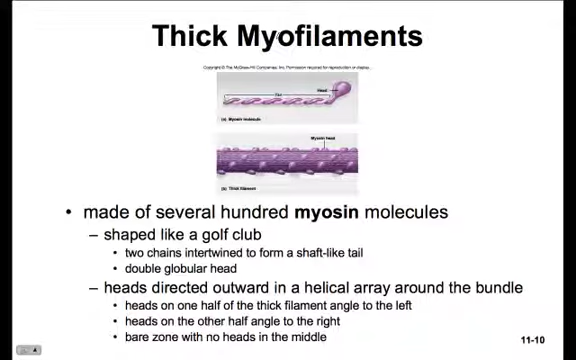 Thick Myofilaments
Copyright © The McGraw-Hill Companies, Inc. Permission required for reproduction or display.
Tail
Head
(a) Myosin molecule
Myosin head
(b) Thick filament
• made of several hundred myosin molecules
– shaped like a golf club
• two chains intertwined to form a shaft-like tail
• double globular head
– heads directed outward in a helical array around the bundle
• heads on one half of the thick filament angle to the left
• heads on the other half angle to the right
• bare zone with no heads in the middle
11-10